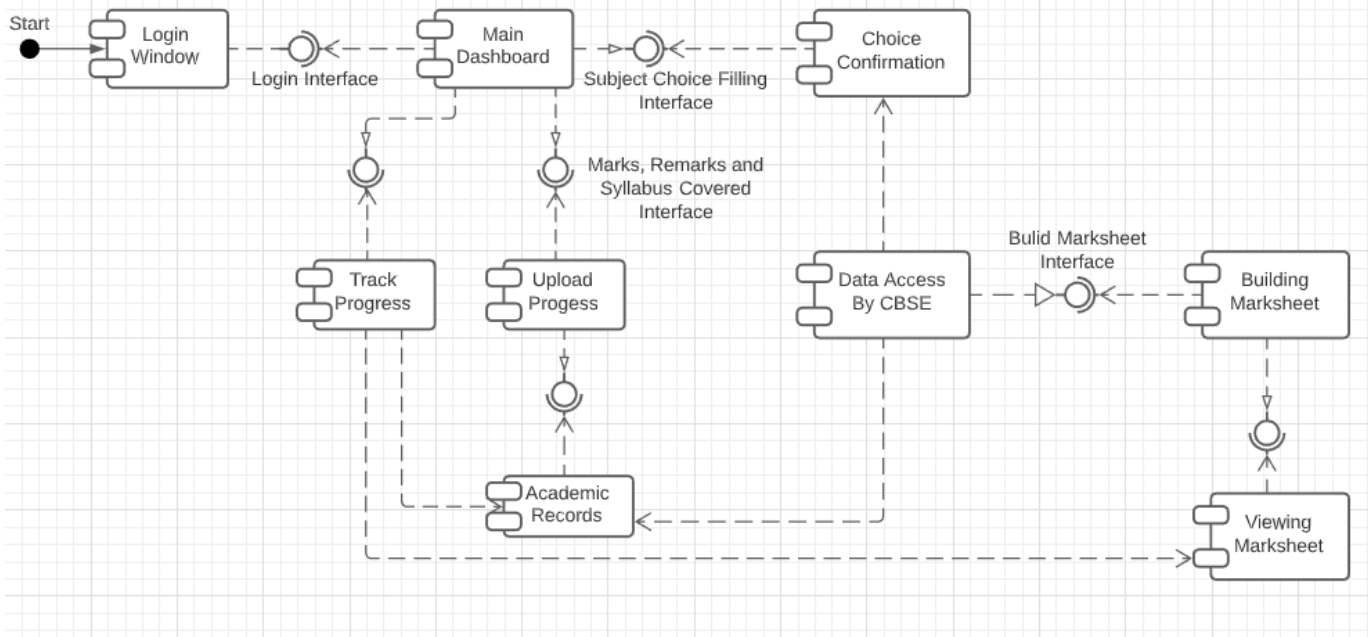 Start
Login
Window
Login Interface
Main
Dashboard
Subject Choice Filling
Interface
Choice
Confirmation
Marks, Remarks and
Syllabus Covered
Interface
Track
Progress
Upload
Progess
Data Access
By CBSE
Bulid Marksheet
Interface
Building
Marksheet
Academic
Records
Viewing
Marksheet